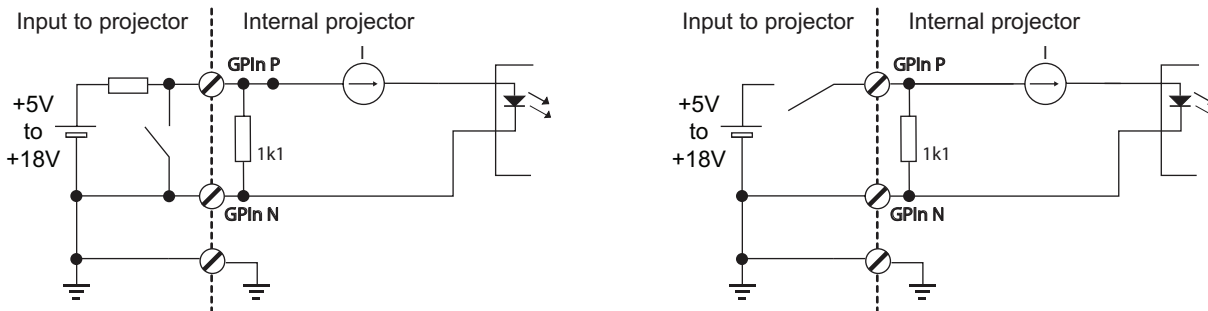 Input to projector
Internal projector
I
GPIn P
+5V
to
+18V
1k1
GPIn N
Input to projector
Internal projector
I
GPIn P
+5V
to
+18V
1k1
GPIn N